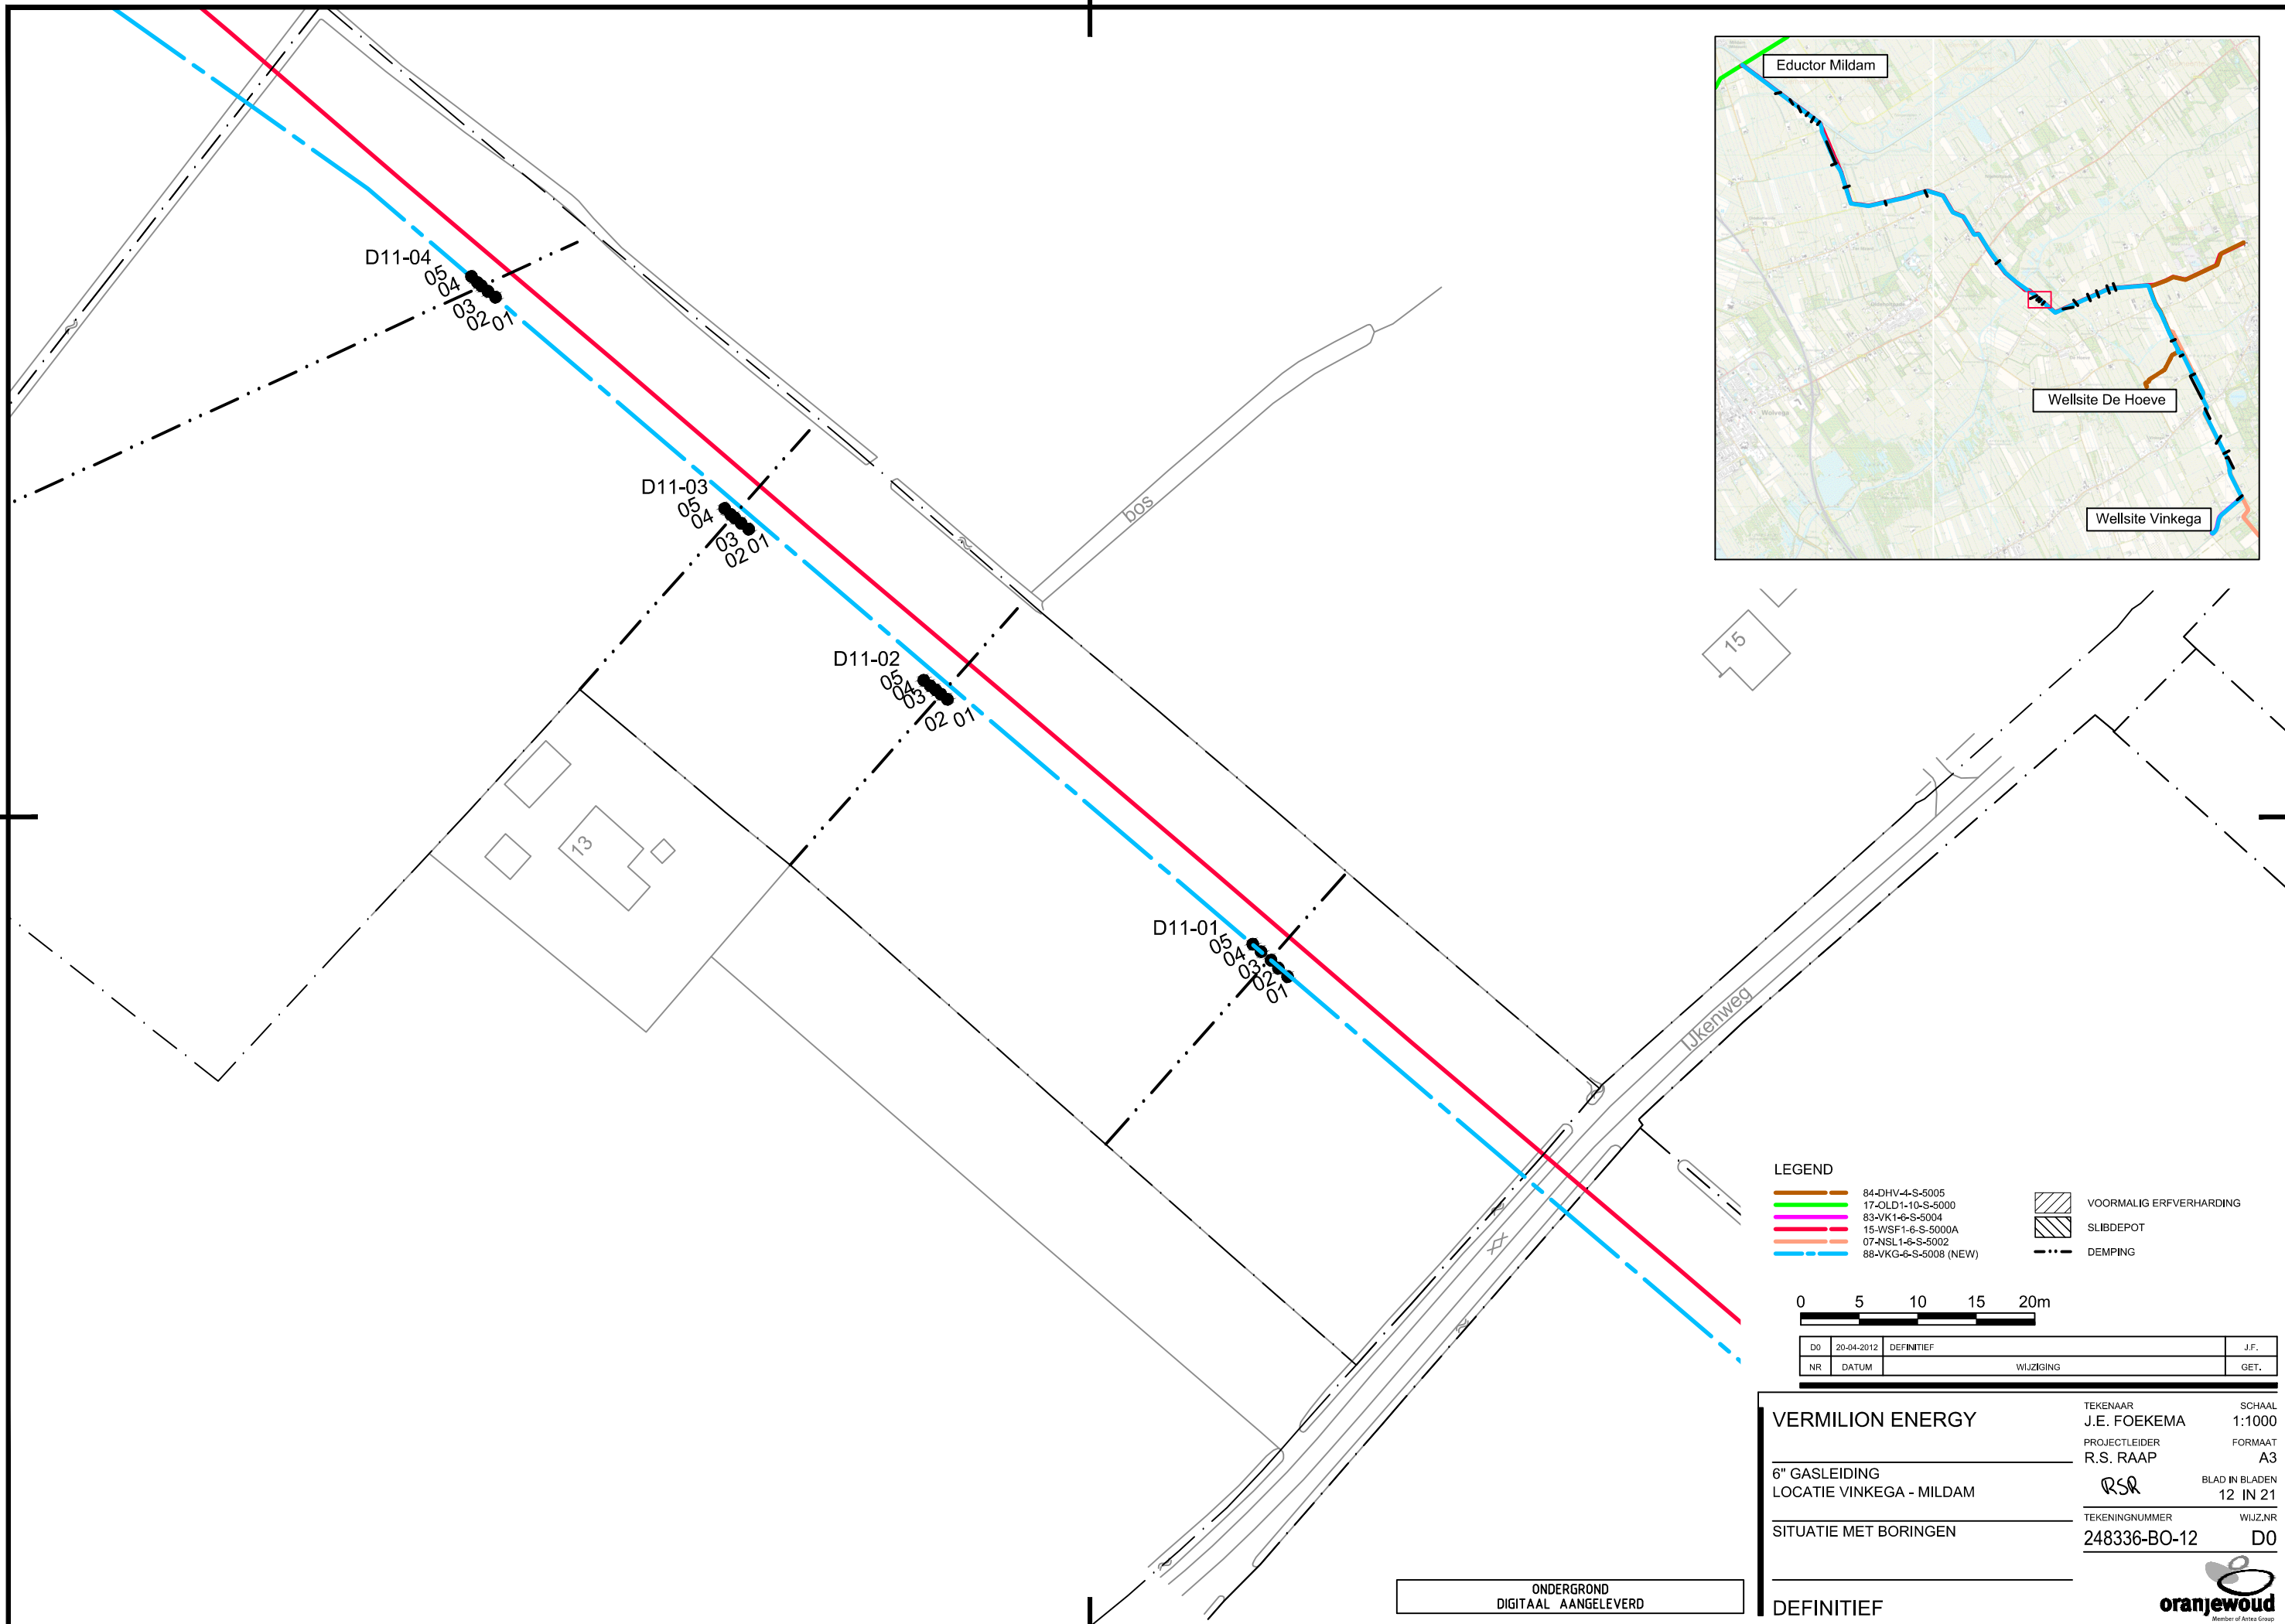 Eductor Mildam
Wellsite De Hoeve
Wellsite Vinkega
D11-04
05
04
03
02
01
D11-03
05
04
03
02
01
bos
D11-02
05
04
03
02
01
15
13
D11-01
05
04
03
02
01
IJkenweg
LEGEND
84-DHV-4-S-5005
17-OLD1-10-S-5000
83-VK1-6-S-5004
15-WSF1-6-S-5000A
07-NSL1-6-S-5002
88-VKG-6-S-5008 (NEW)
VOORMALIG ERFVERHARDING
SLIBDEPOT
DEMPING
0 5 10 15 20m
D0 20-04-2012 DEFINITIEF J.F.
NR DATUM WIJZIGING GET.
VERMILION ENERGY
6" GASLEIDING
LOCATIE VINKEGA - MILDAM
SITUATIE MET BORINGEN
DEFINITIEF
TEKENAAR SCHAAL
J.E. FOEKEMA 1:1000
PROJECTLEIDER FORMAAT
R.S. RAAP A3
RSR
BLAD IN BLADEN
12 IN 21
TEKENINGNUMMER WIJZ.NR
248336-BO-12 D0
oranjewoud
Member of Antea Group
ONDERGROND
DIGITAAL AANGELEVERD